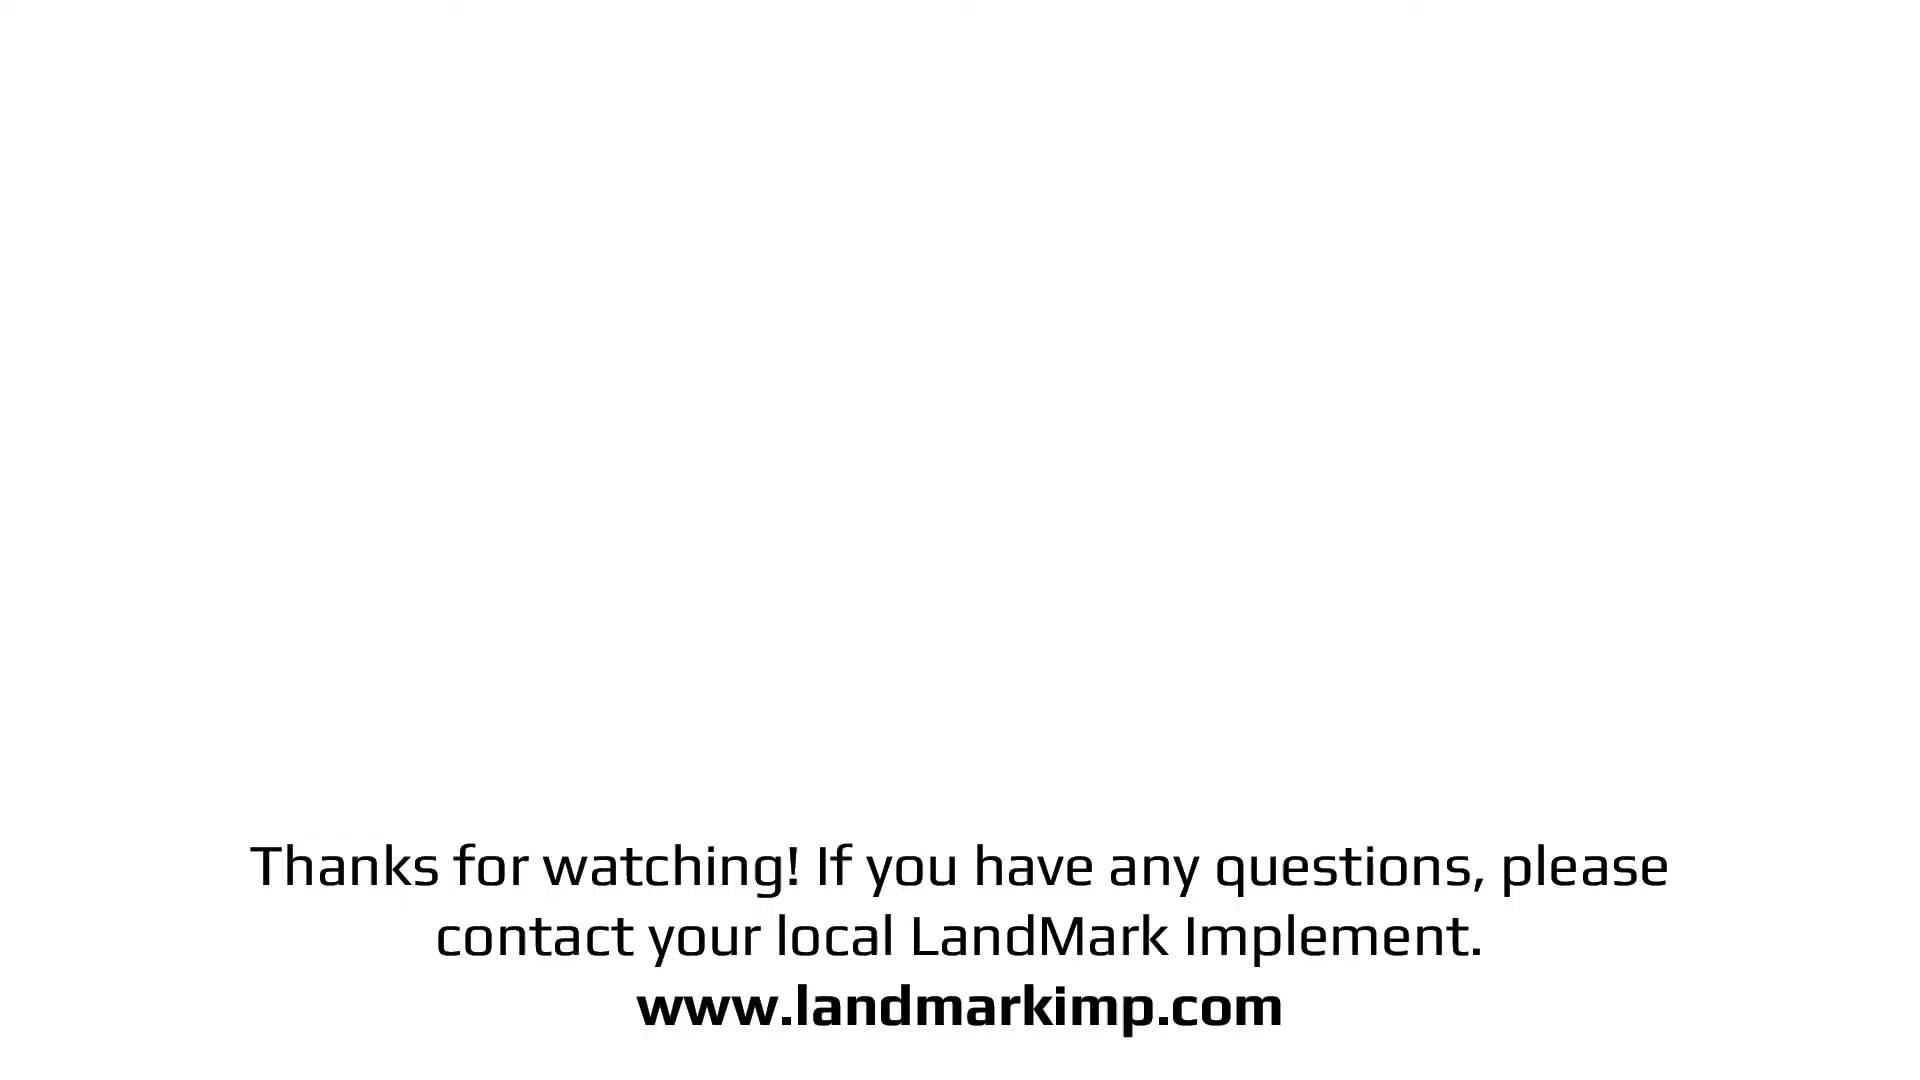 Thanks for watching! If you have any questions, please
contact your local LandMark Implement.
www.landmarkimp.com